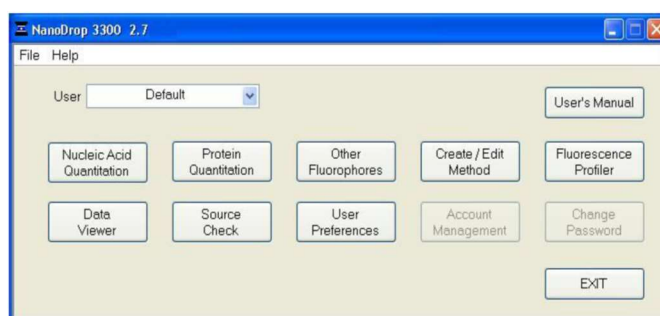 NanoDrop 3300 2.7
File Help
User Default
User's Manual
Nucleic Acid
Quantitation
Protein
Quantitation
Other
Fluorophores
Create / Edit
Method
Fluorescence
Profiler
Data
Viewer
Source
Check
User
Preferences
Account
Management
Change
Password
EXIT